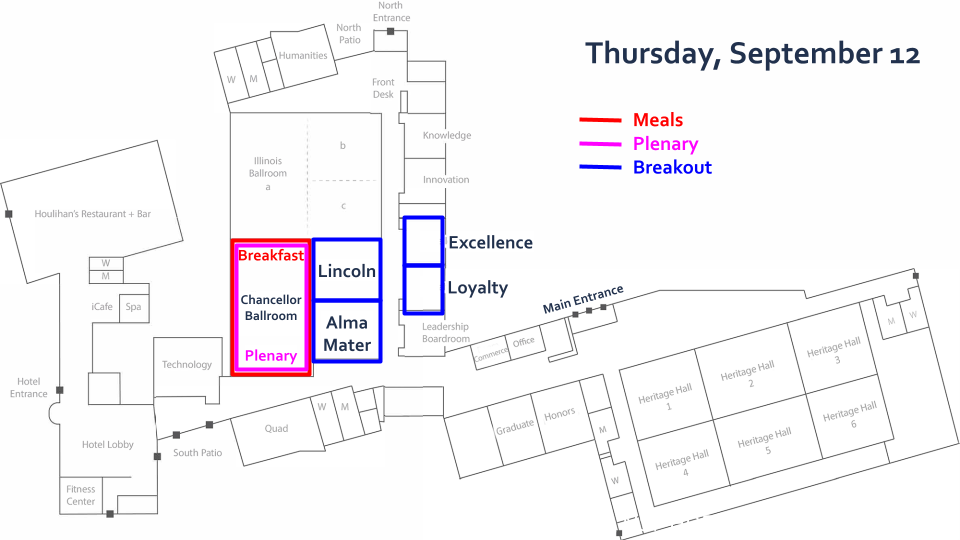 North
Entrance
North
Patio
Thursday, September 12
Humanities
W
M
Front
Desk
Meals
Plenary
Breakout
Knowledge
b
Illinois
Ballroom
a
Innovation
c
Houlihan's Restaurant + Bar
Excellence
Breakfast
Lincoln
W
M
Loyalty
Chancellor
Ballroom
iCafe
Spa
Main Entrance
Alma
Mater
Leadership
Boardroom
Commerce
Office
M
W
Plenary
Technology
Heritage Hall
1
Heritage Hall
2
Heritage Hall
3
Hotel
Entrance
W
M
Quad
Graduate
Honors
M
Heritage Hall
4
Heritage Hall
5
Heritage Hall
6
Hotel Lobby
South Patio
W
Fitness
Center